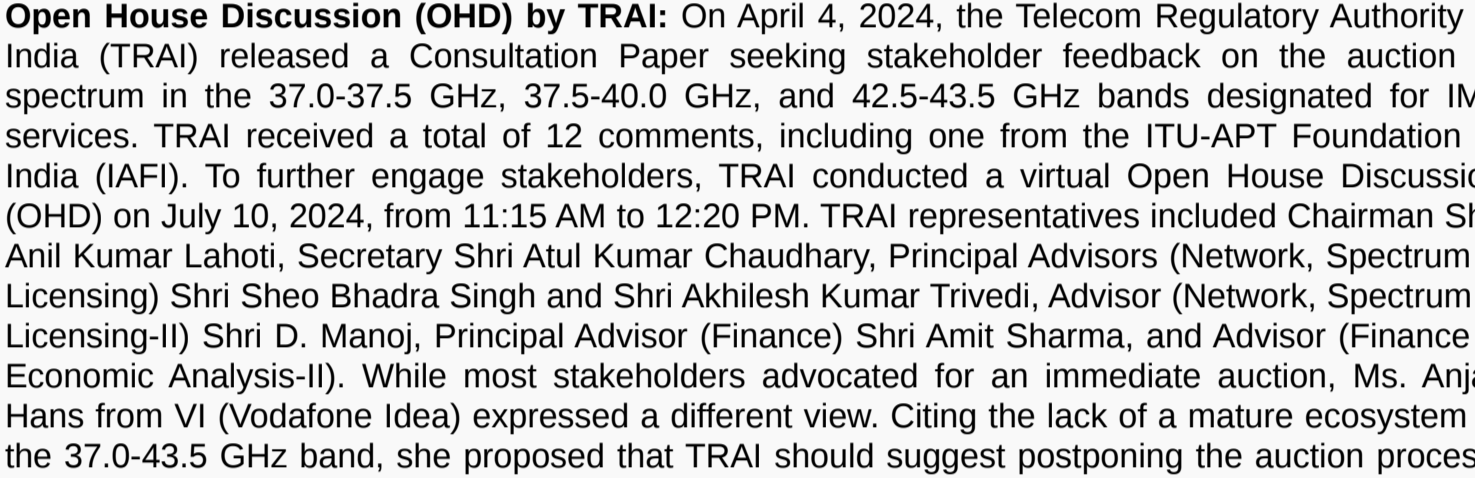 Open House Discussion (OHD) by TRAI: On April 4, 2024, the Telecom Regulatory Authority
India (TRAI) released a Consultation Paper seeking stakeholder feedback on the auction
spectrum in the 37.0-37.5 GHz, 37.5-40.0 GHz, and 42.5-43.5 GHz bands designated for
services. TRAI received a total of 12 comments, including one from the ITU-APT Foundation
India (IAFI). To further engage stakeholders, TRAI conducted a virtual Open House
(OHD) on July 10, 2024, from 11:15 AM to 12:20 PM. TRAI representatives included Chairman
Anil Kumar Lahoti, Secretary Shri Atul Kumar Chaudhary, Principal Advisors (Network, Spectrum
Licensing) Shri Sheo Bhadra Singh and Shri Akhilesh Kumar Trivedi, Advisor (Network, Spectrum
Licensing-II) Shri D. Manoj, Principal Advisor (Finance) Shri Amit Sharma, and Advisor (Finance
Economic Analysis-II). While most stakeholders advocated for an immediate auction, Ms.
Hans from VI (Vodafone Idea) expressed a different view. Citing the lack of a mature ecosystem
the 37.0-43.5 GHz band, she proposed that TRAI should suggest postponing the auction